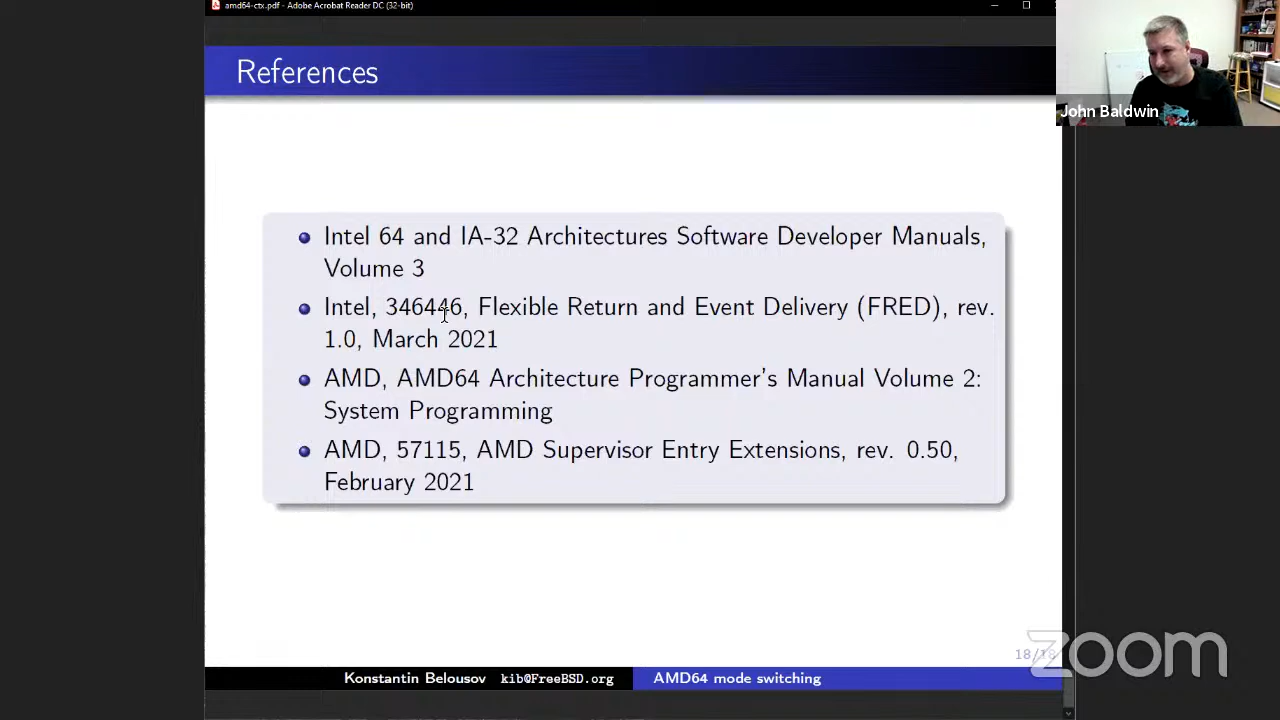 amd64-ctx.pdf - Adobe Acrobat Reader DC (32-bit)
References
John Baldwin
Intel 64 and IA-32 Architectures Software Developer Manuals,
Volume 3
Intel, 346446, Flexible Return and Event Delivery (FRED), rev.
1.0, March 2021
AMD, AMD64 Architecture Programmer's Manual Volume 2:
System Programming
AMD, 57115, AMD Supervisor Entry Extensions, rev. 0.50,
February 2021
18/18
zoom
Konstantin Belousov kib@FreeBSD.org AMD64 mode switching